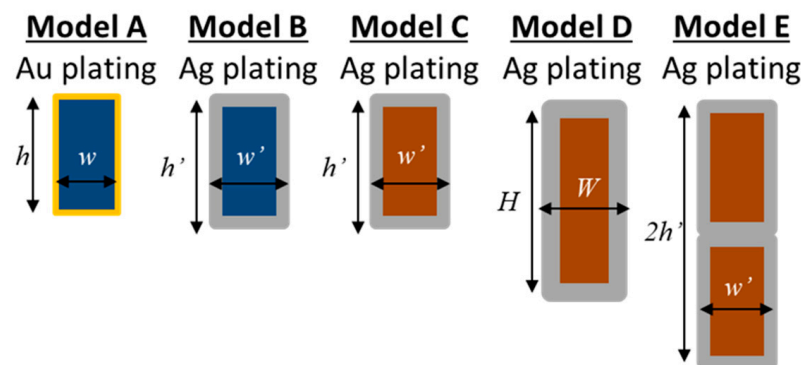 Model A Model B Model C Model D Model E
Au plating Ag plating Ag plating Ag plating Ag plating
h w h' w' h' w' H W 2h' w'